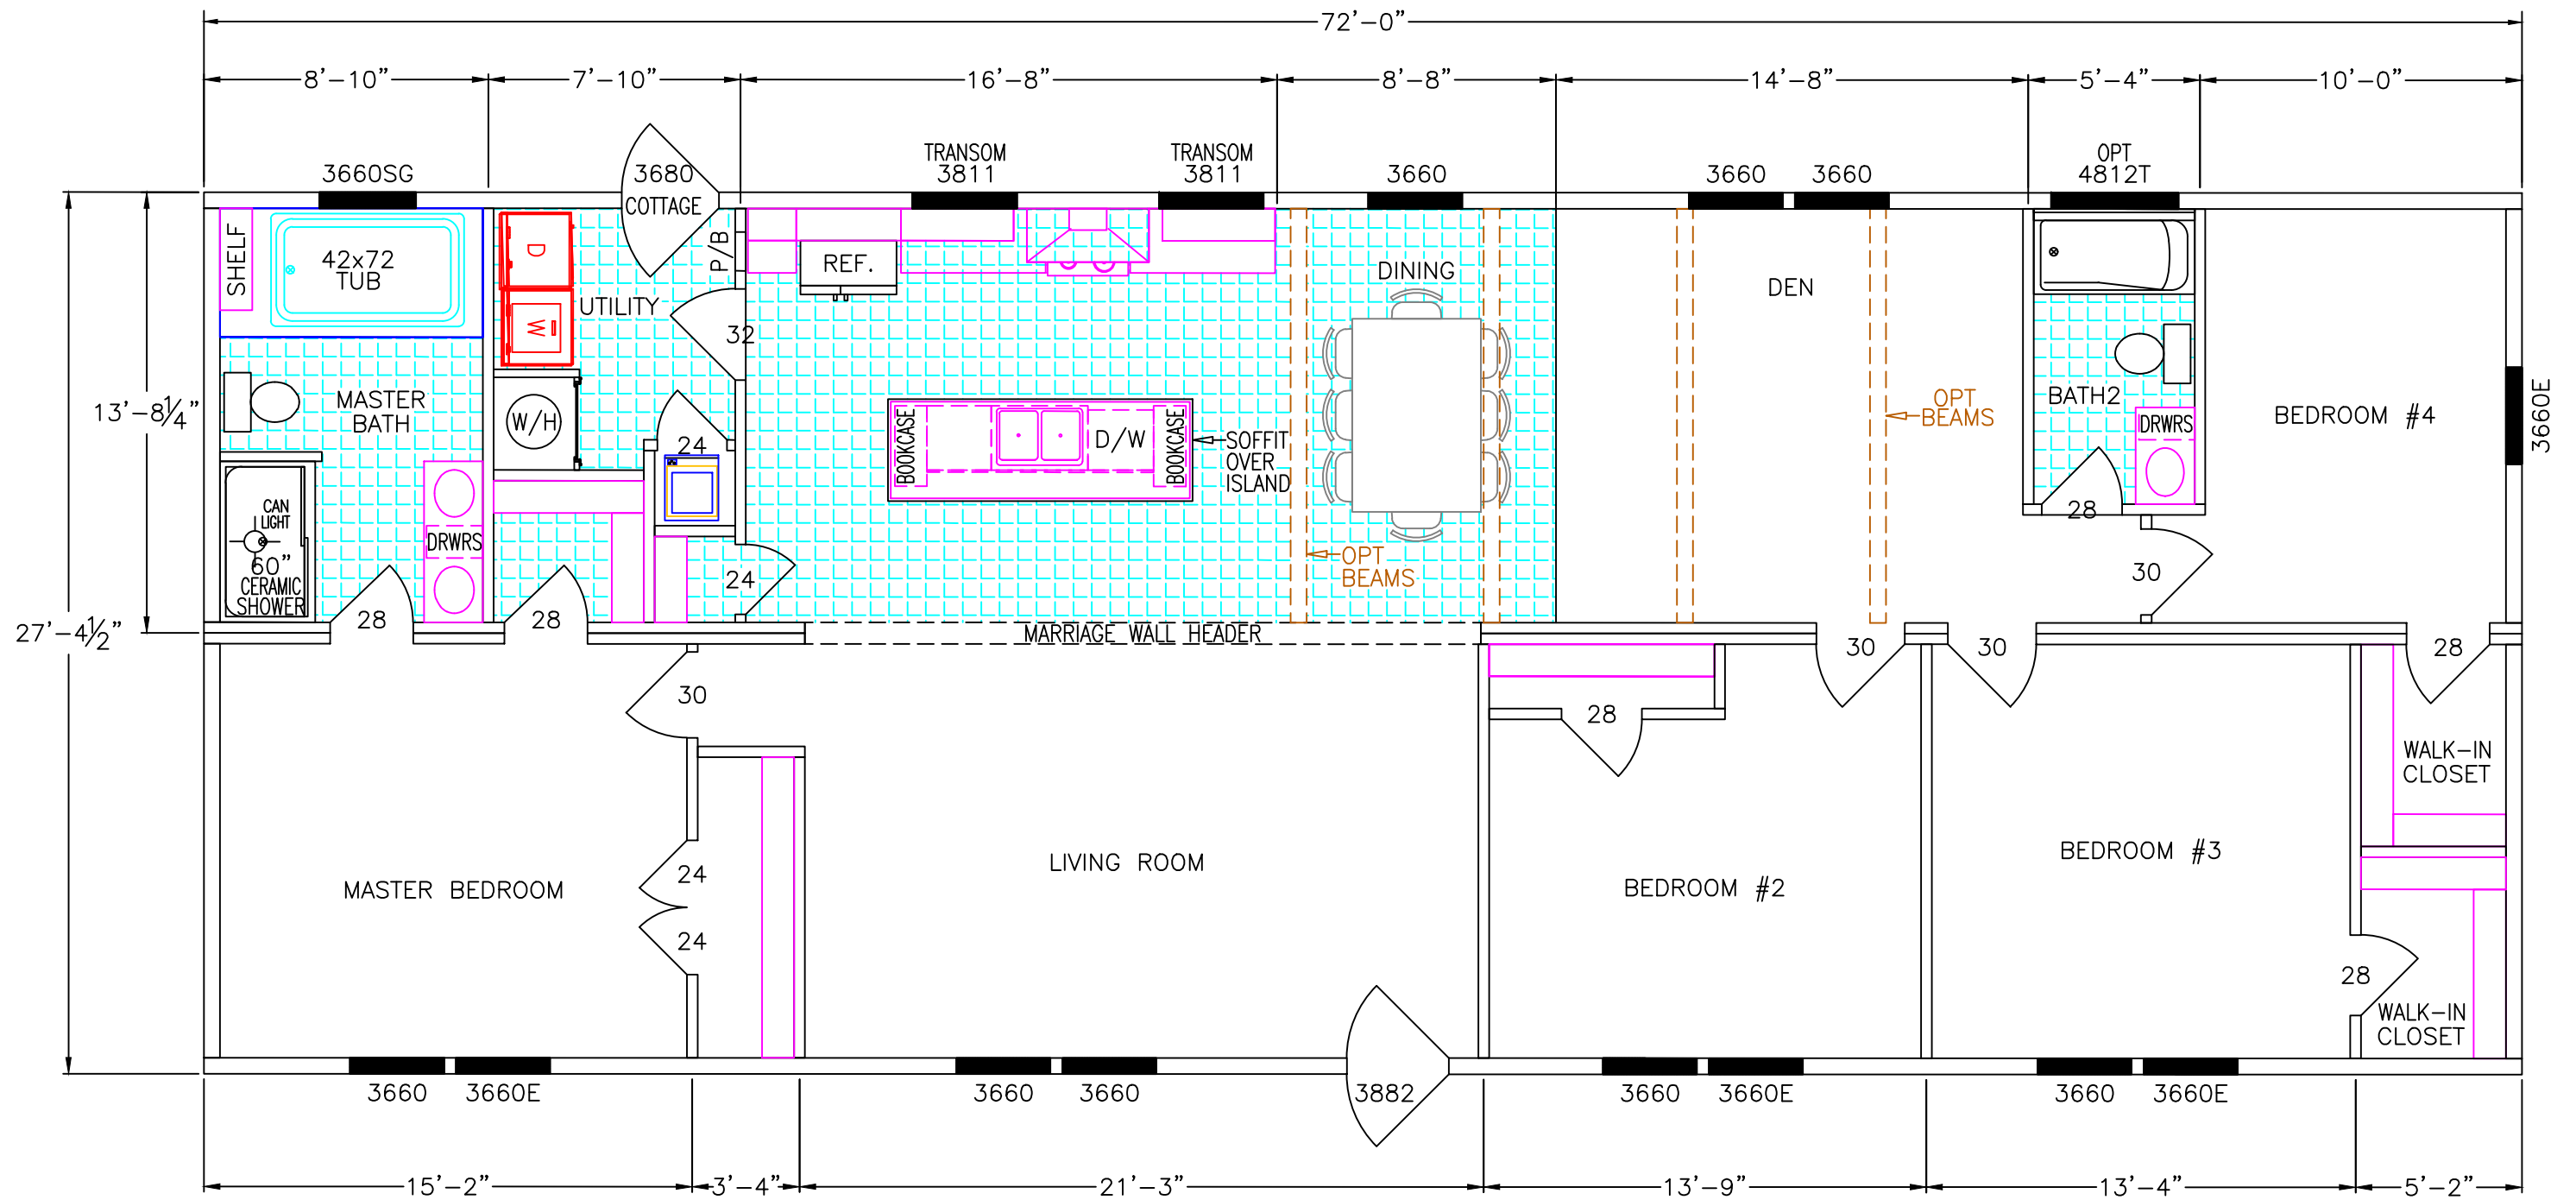 72'-0"
8'-10"
7'-10"
16'-8"
8'-8"
14'-8"
5'-4"
10'-0"
3660SG
3680
COTTAGE
TRANSOM
3811
TRANSOM
3811
3660
3660
3660
OPT
4812T
SHELF
42x72
TUB
D
W
UTILITY
P/B
32
REF.
DINING
DEN
13'-8¼"
27'-4½"
MASTER
BATH
W/H
24
BOOKCASE
D/W
BOOKCASE
SOFFIT
OVER
ISLAND
OPT
BEAMS
OPT
BEAMS
BATH2
DRWRS
28
BEDROOM #4
3660E
CAN
LIGHT
60"
CERAMIC
SHOWER
DRWRS
28
28
24
30
MARRIAGE WALL HEADER
30
28
30
30
28
24
24
MASTER BEDROOM
LIVING ROOM
BEDROOM #2
BEDROOM #3
WALK-IN
CLOSET
28
WALK-IN
CLOSET
3660
3660E
3660
3660
3882
3660
3660E
3660
3660E
15'-2"
3'-4"
21'-3"
13'-9"
13'-4"
5'-2"